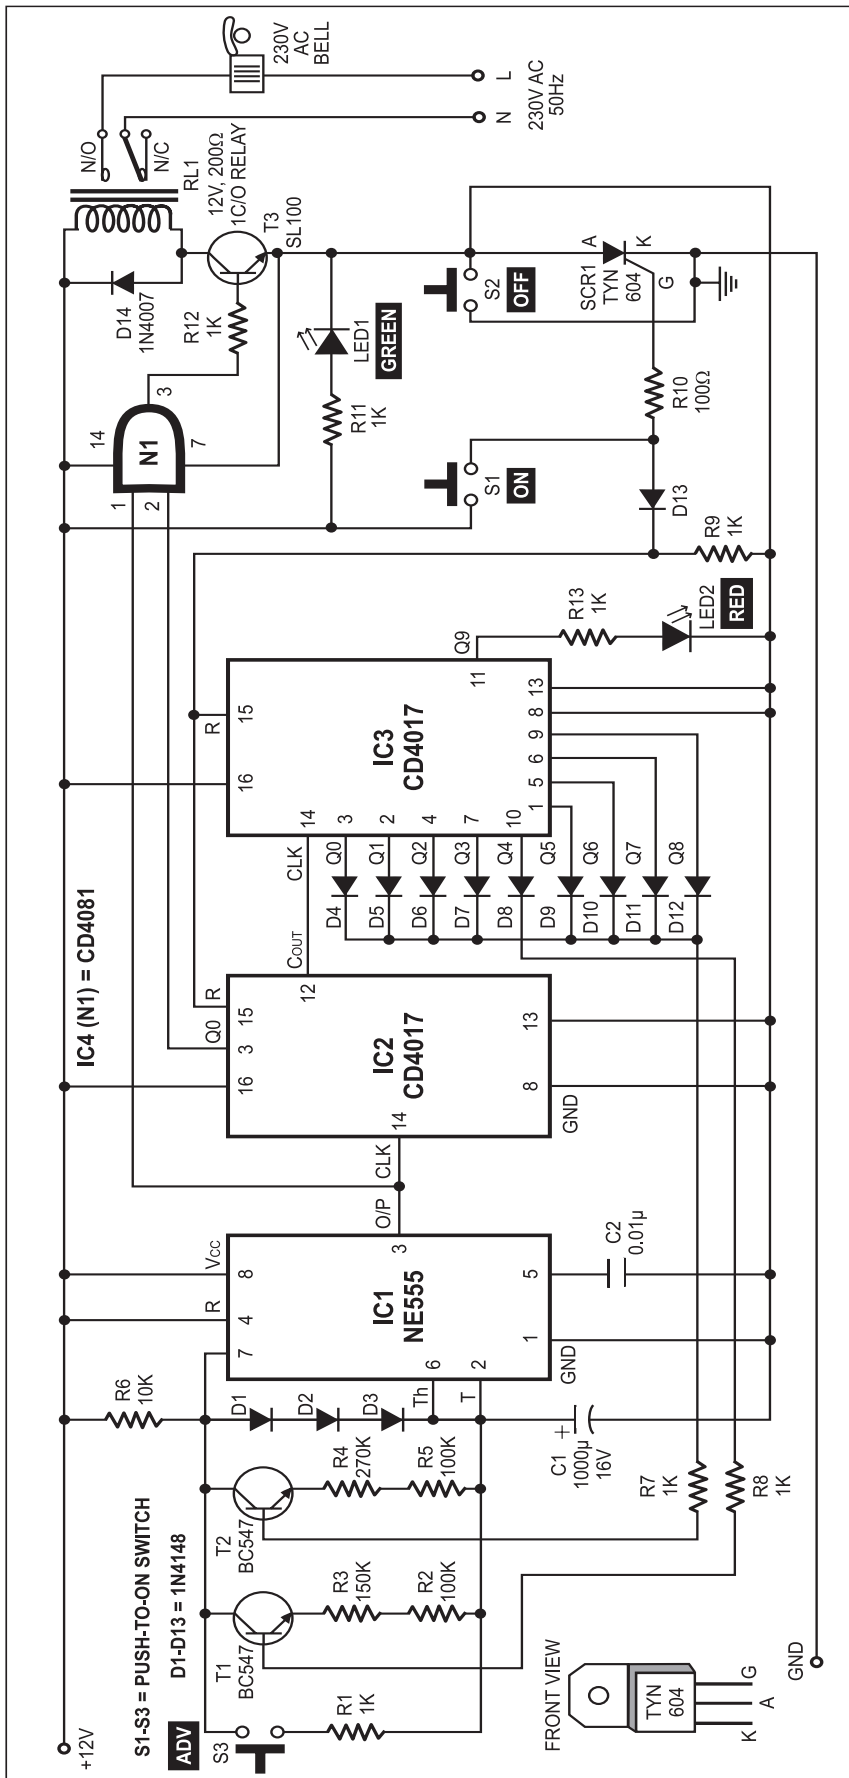 +12V
S1-S3 = PUSH-TO-ON SWITCH
D1-D13 = 1N4148
IC4 (N1) = CD4081
ADV
S3
R1
1K
T1
BC547
R3
150K
R2
100K
T2
BC547
R4
270K
R5
100K
R6
10K
D1
D2
D3
Th
T
C1
+
1000µ
16V
R7
1K
R8
1K
7
4
R
8
VCC
IC1
NE555
6
2
3
O/P
1
GND
5
C2
0.01µ
CLK
14
16
3
Q0
15
R
IC2
CD4017
12
COUT
8
GND
13
CLK
14
16
15
R
IC3
CD4017
3
Q0
2
Q1
4
Q2
7
Q3
10
Q4
1
Q5
5
Q6
6
Q7
9
Q8
8
13
11
Q9
D4
D5
D6
D7
D8
D9
D10
D11
D12
R13
1K
LED2
RED
R9
1K
D13
R10
100Ω
S1
ON
S2
OFF
R11
1K
LED1
GREEN
1
2
N1
14
7
3
R12
1K
D14
1N4007
T3
SL100
RL1
12V, 200Ω
1C/O RELAY
N/O
N/C
230V
AC
BELL
L
N
230V AC
50Hz
SCR1
TYN
604
A
K
G
FRONT VIEW
TYN
604
K
A
G
GND